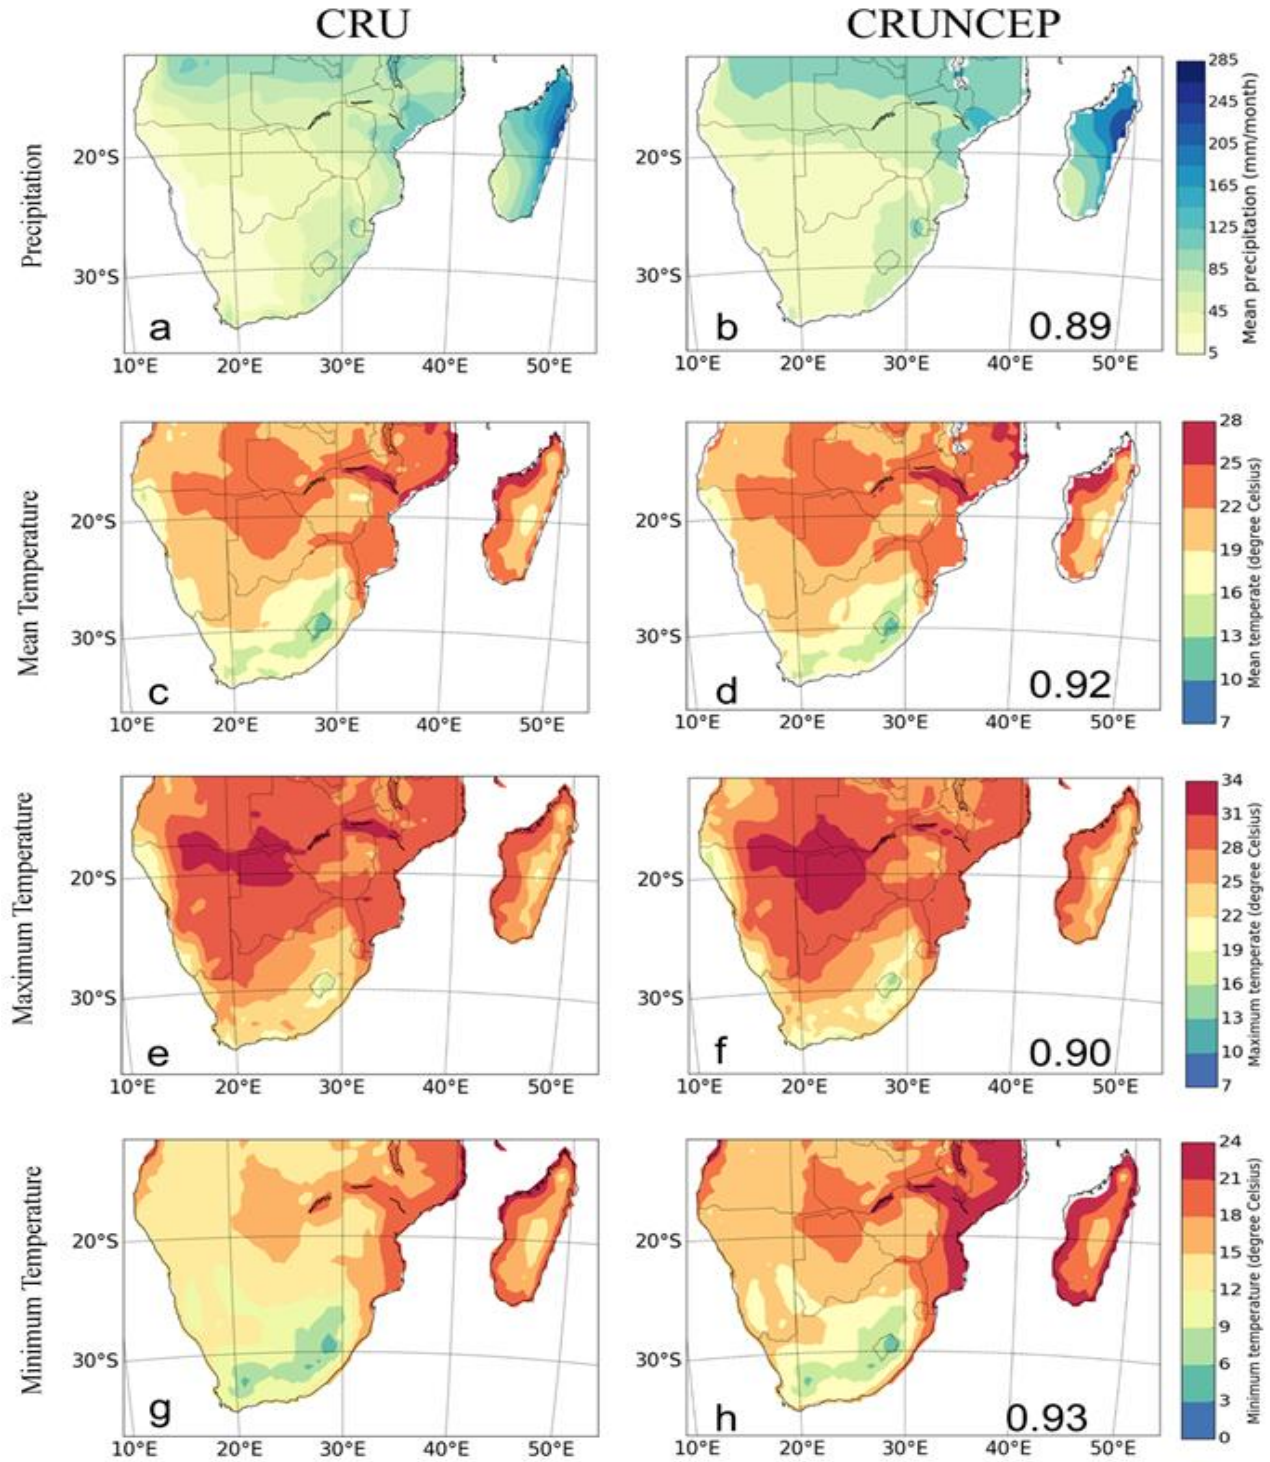 CRU CRUNCEP
Precipitation
20°S
30°S
a
10°E 20°E 30°E 40°E 50°E
20°S
30°S
b
0.89
10°E 20°E 30°E 40°E 50°E
285
245
205
165
125
85
45
5
Mean precipitation (mm/month)
Mean Temperature
20°S
30°S
c
10°E 20°E 30°E 40°E 50°E
20°S
30°S
d
0.92
10°E 20°E 30°E 40°E 50°E
28
25
22
19
16
13
10
7
Mean temperate (degree Celsius)
Maximum Temperature
20°S
30°S
e
10°E 20°E 30°E 40°E 50°E
20°S
30°S
f
0.90
10°E 20°E 30°E 40°E 50°E
34
31
28
25
22
19
16
13
10
7
Maximum temperate (degree Celsius)
Minimum Temperature
20°S
30°S
g
10°E 20°E 30°E 40°E 50°E
20°S
30°S
h
0.93
10°E 20°E 30°E 40°E 50°E
24
21
18
15
12
9
6
3
0
Minimum temperature (degree Celsius)